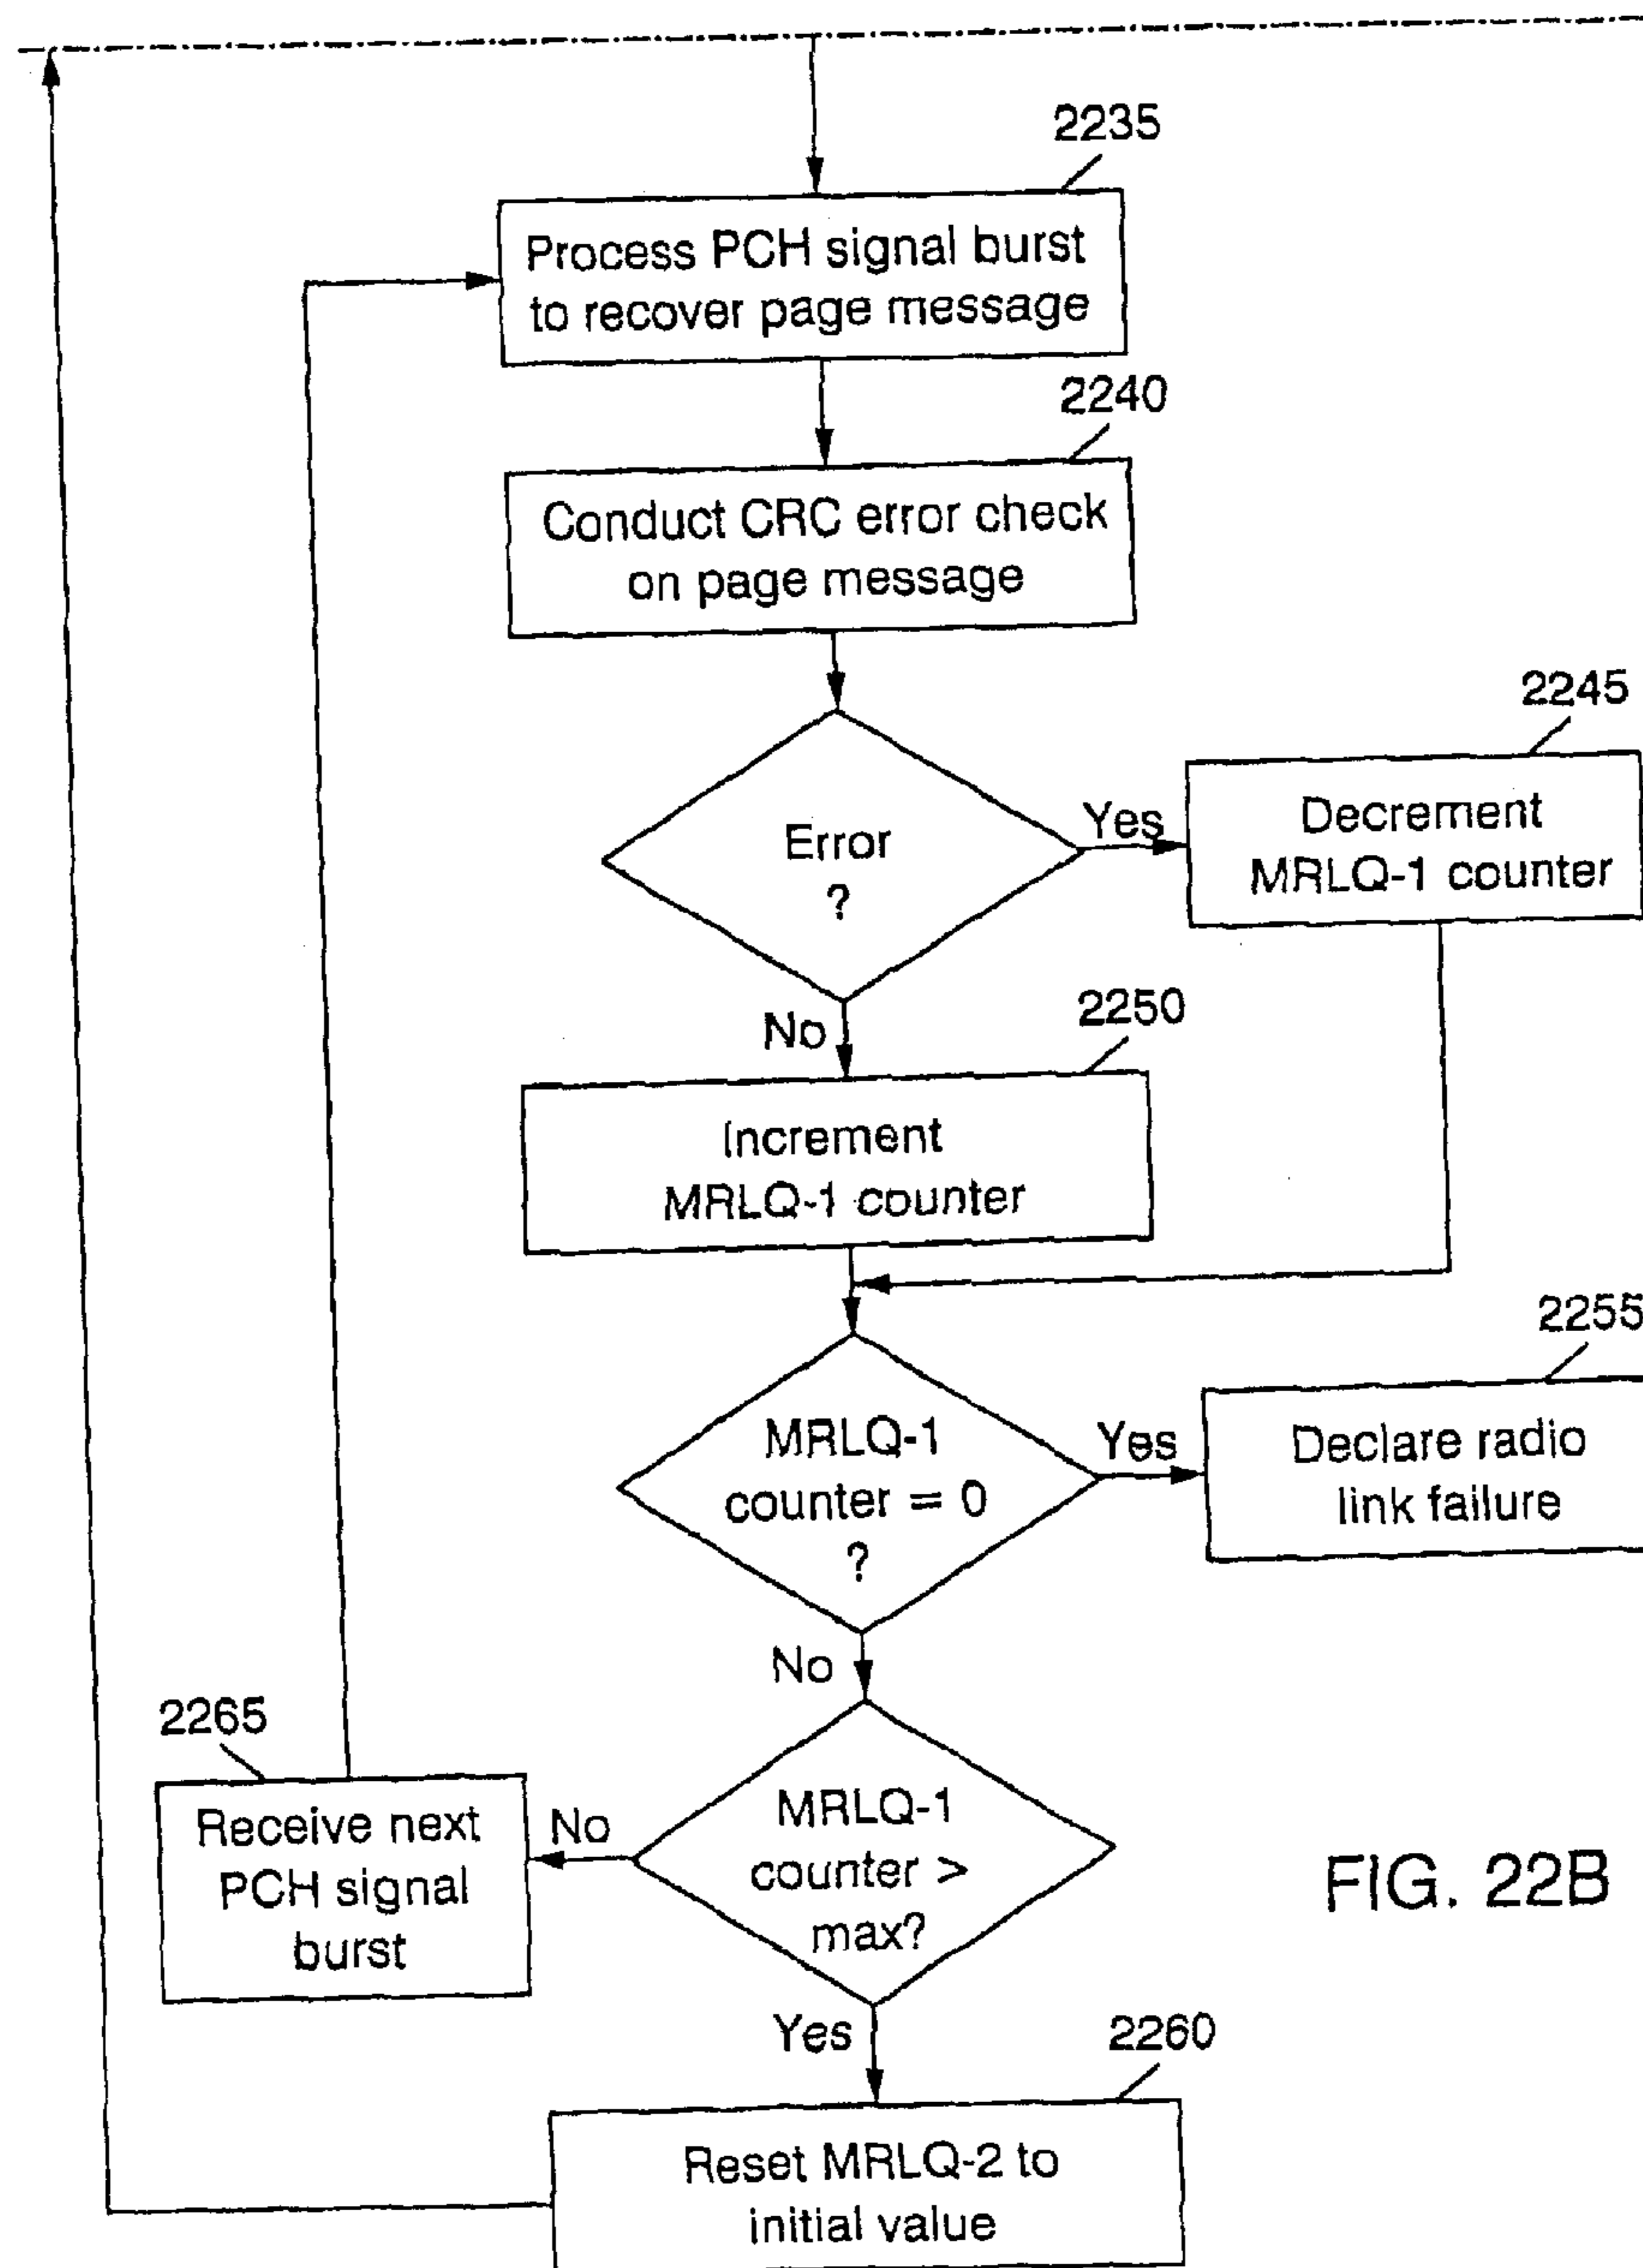 2235
Process PCH signal burst
to recover page message
2240
Conduct CRC error check
on page message
2245
Error
?
Yes
Decrement
MRLQ-1 counter
No
2250
Increment
MRLQ-1 counter
2255
MRLQ-1
counter = 0
?
Yes
Declare radio
link failure
No
2265
Receive next
PCH signal
burst
No
MRLQ-1
counter >
max?
FIG. 22B
Yes
2260
Reset MRLQ-2 to
initial value